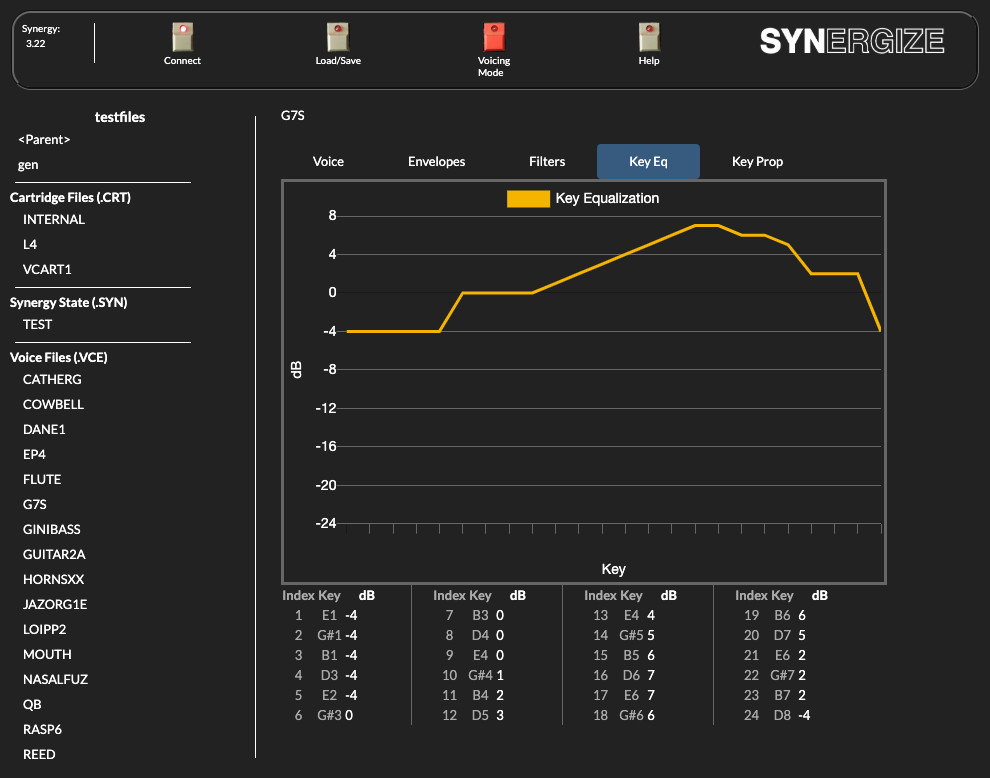 Synergy:
3.22
Connect
Load/Save
Voicing
Mode
Help
SYNERGIZE
testfiles
<Parent>
gen
Cartridge Files (.CRT)
INTERNAL
L4
VCART1
Synergy State (.SYN)
TEST
Voice Files (.VCE)
CATHERG
COWBELL
DANE1
EP4
FLUTE
G7S
GINIBASS
GUITAR2A
HORNSXX
JAZORG1E
LOIPP2
MOUTH
NASALFUZ
QB
RASP6
REED
G7S
Voice Envelopes Filters Key Eq Key Prop
Key Equalization
8
4
0
-4
-8
-12
-16
-20
-24
dB
Key
Index Key dB Index Key dB Index Key dB Index Key dB
1 E1 -4 7 B3 0 13 E4 4 19 B6 6
2 G#1 -4 8 D4 0 14 G#5 5 20 D7 5
3 B1 -4 9 E4 0 15 B5 6 21 E6 2
4 D3 -4 10 G#4 1 16 D6 7 22 G#7 2
5 E2 -4 11 B4 2 17 E6 7 23 B7 2
6 G#3 0 12 D5 3 18 G#6 6 24 D8 -4